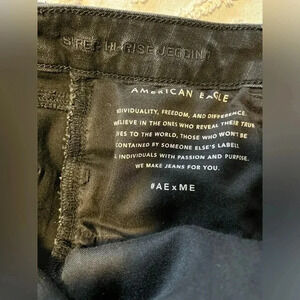 HI-RISE JEGGING
AMERICAN EAGLE
INDIVIDUALITY, FREEDOM, AND DIFFERENCE.
BELIEVE IN THE ONES WHO REVEAL THEIR TRUE
TO THE WORLD, THOSE WHO WON'T BE
CONTAINED BY SOMEONE ELSE'S LABEL.
INDIVIDUALS WITH PASSION AND PURPOSE.
WE MAKE JEANS FOR YOU.
#AExME